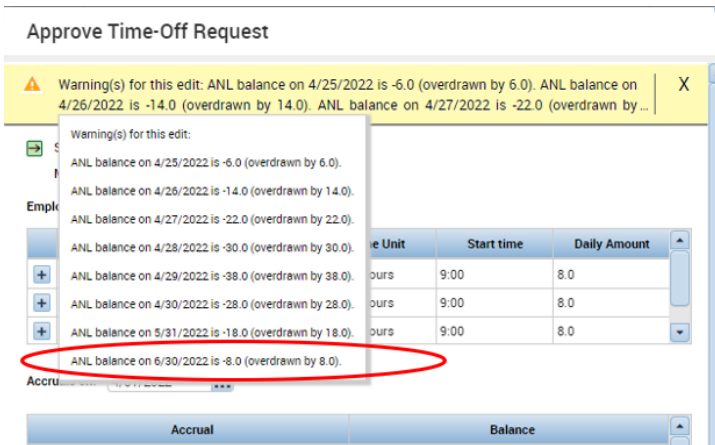 Approve Time-Off Request
Warning(s) for this edit: ANL balance on 4/25/2022 is -6.0 (overdrawn by 6.0). ANL balance on
4/26/2022 is -14.0 (overdrawn by 14.0). ANL balance on 4/27/2022 is -22.0 (overdrawn by...
X
Warning(s) for this edit:
ANL balance on 4/25/2022 is -6.0 (overdrawn by 6.0).
ANL balance on 4/26/2022 is -14.0 (overdrawn by 14.0).
ANL balance on 4/27/2022 is -22.0 (overdrawn by 22.0).
ANL balance on 4/28/2022 is -30.0 (overdrawn by 30.0).
ANL balance on 4/29/2022 is -38.0 (overdrawn by 38.0).
ANL balance on 4/30/2022 is -28.0 (overdrawn by 28.0).
ANL balance on 5/31/2022 is -18.0 (overdrawn by 18.0).
ANL balance on 6/30/2022 is -8.0 (overdrawn by 8.0).
Unit Start time Daily Amount
9:00 8.0
9:00 8.0
9:00 8.0
Accrual Balance